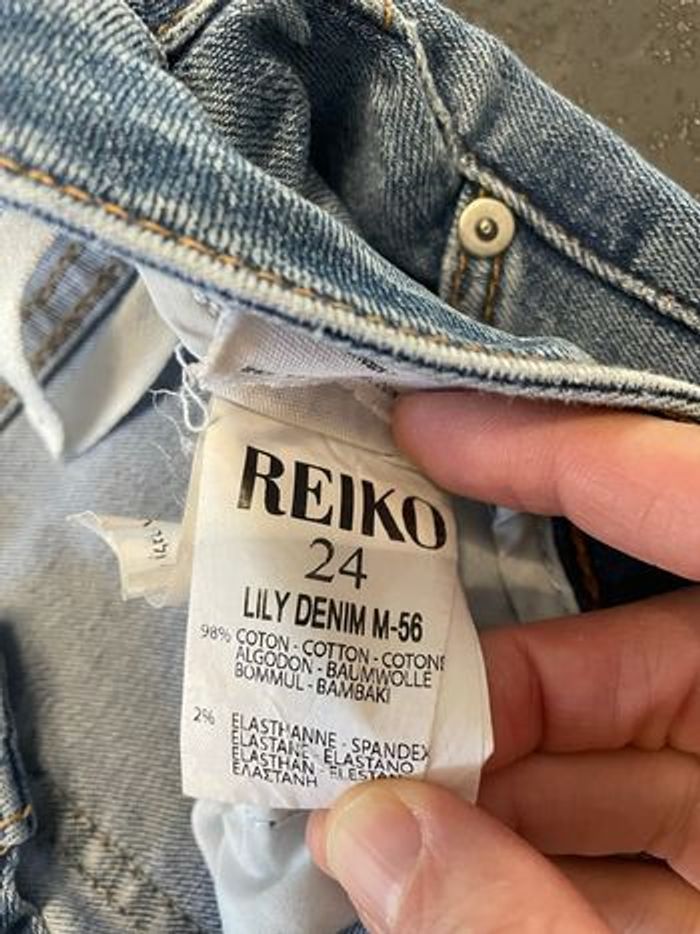 REIKO
24
LILY DENIM M-56
98% COTON - COTTON - COTONE
ALGODON - BAUMWOLLE
BOMMUL - BAMBAKI
2% ELASTHANNE - SPANDEX
ELASTANE - ELASTANO
ELASTHAN - ELESTAN
ΕΛΑΣΤΑΝΗ